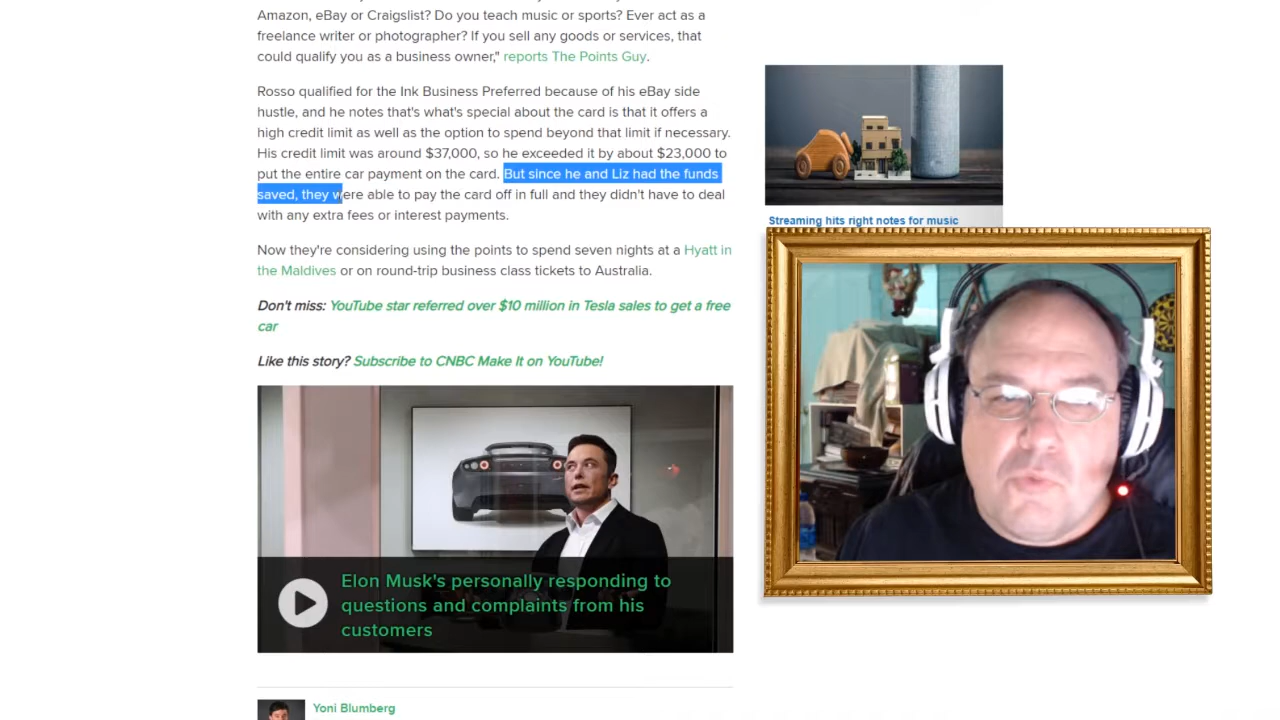 Amazon, eBay or Craigslist? Do you teach music or sports? Ever act as a
freelance writer or photographer? If you sell any goods or services, that
could qualify you as a business owner," reports The Points Guy.
Rosso qualified for the Ink Business Preferred because of his eBay side
hustle, and he notes that's what's special about the card is that it offers a
high credit limit as well as the option to spend beyond that limit if necessary.
His credit limit was around $37,000, so he exceeded it by about $23,000 to
put the entire car payment on the card. But since he and Liz had the funds
saved, they were able to pay the card off in full and they didn't have to deal
with any extra fees or interest payments.
Now they're considering using the points to spend seven nights at a Hyatt in
the Maldives or on round-trip business class tickets to Australia.
Don't miss: YouTube star referred over $10 million in Tesla sales to get a free
car
Like this story? Subscribe to CNBC Make It on YouTube!
Elon Musk's personally responding to
questions and complaints from his
customers
Yoni Blumberg
Streaming hits right notes for music